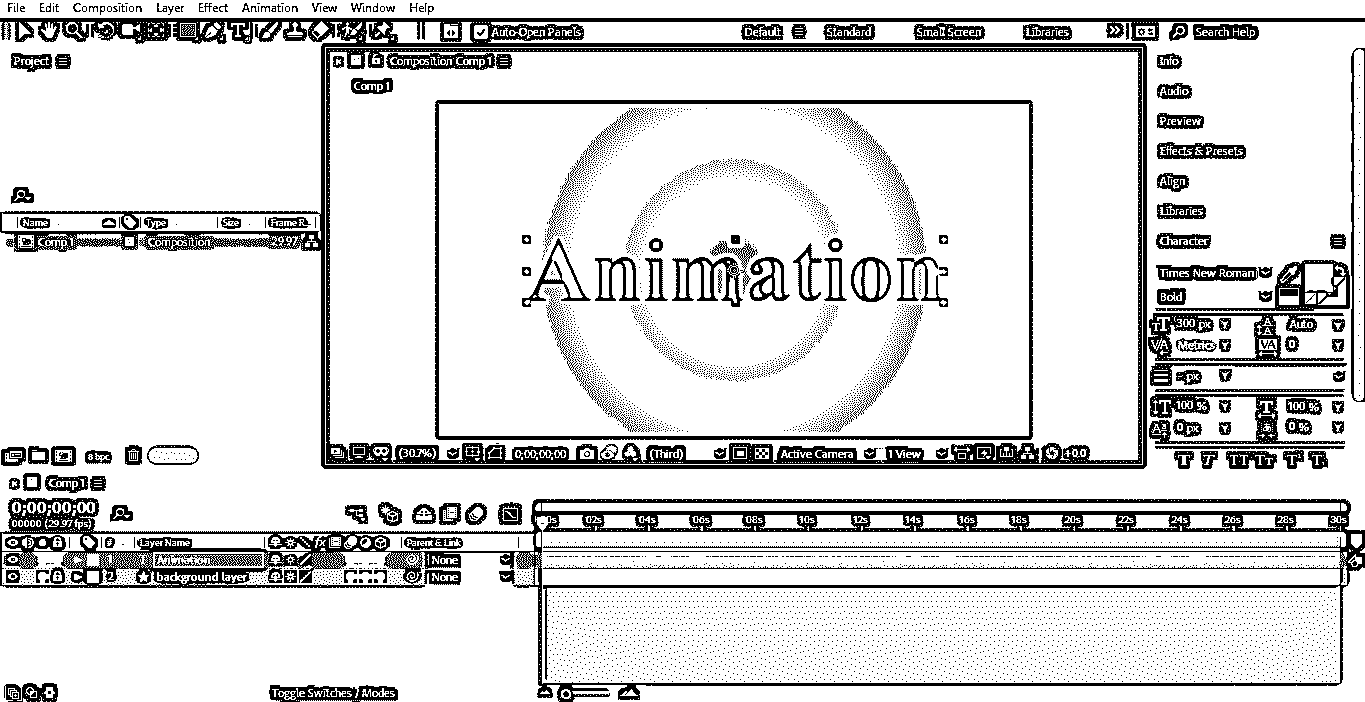 File Edit Composition Layer Effect Animation View Window Help
Auto-Open Panels Default Standard Small Screen Libraries Search Help
Project
Composition Comp 1
Comp 1
Name Type Size Frame R...
Comp 1 Composition 29.97
Animation
Info
Audio
Preview
Effects & Presets
Align
Libraries
Character
Times New Roman
Bold
300 px Auto
Metrics 0
- px
100 % 100 %
0 px 0 %
8 bpc
(30.7%) 0;00;00;00 (Third) Active Camera 1 View +0.0
Comp 1
0;00;00;00
00000 (29.97 fps)
02s 04s 06s 08s 10s 12s 14s 16s 18s 20s 22s 24s 26s 28s 30s
# Layer Name Parent & Link
Animation None
2 background layer None
Toggle Switches / Modes